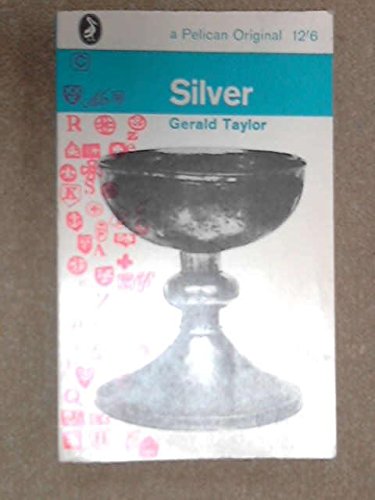 a Pelican Original 12'6
Silver
Gerald Taylor
C
R
K
S
A
Q